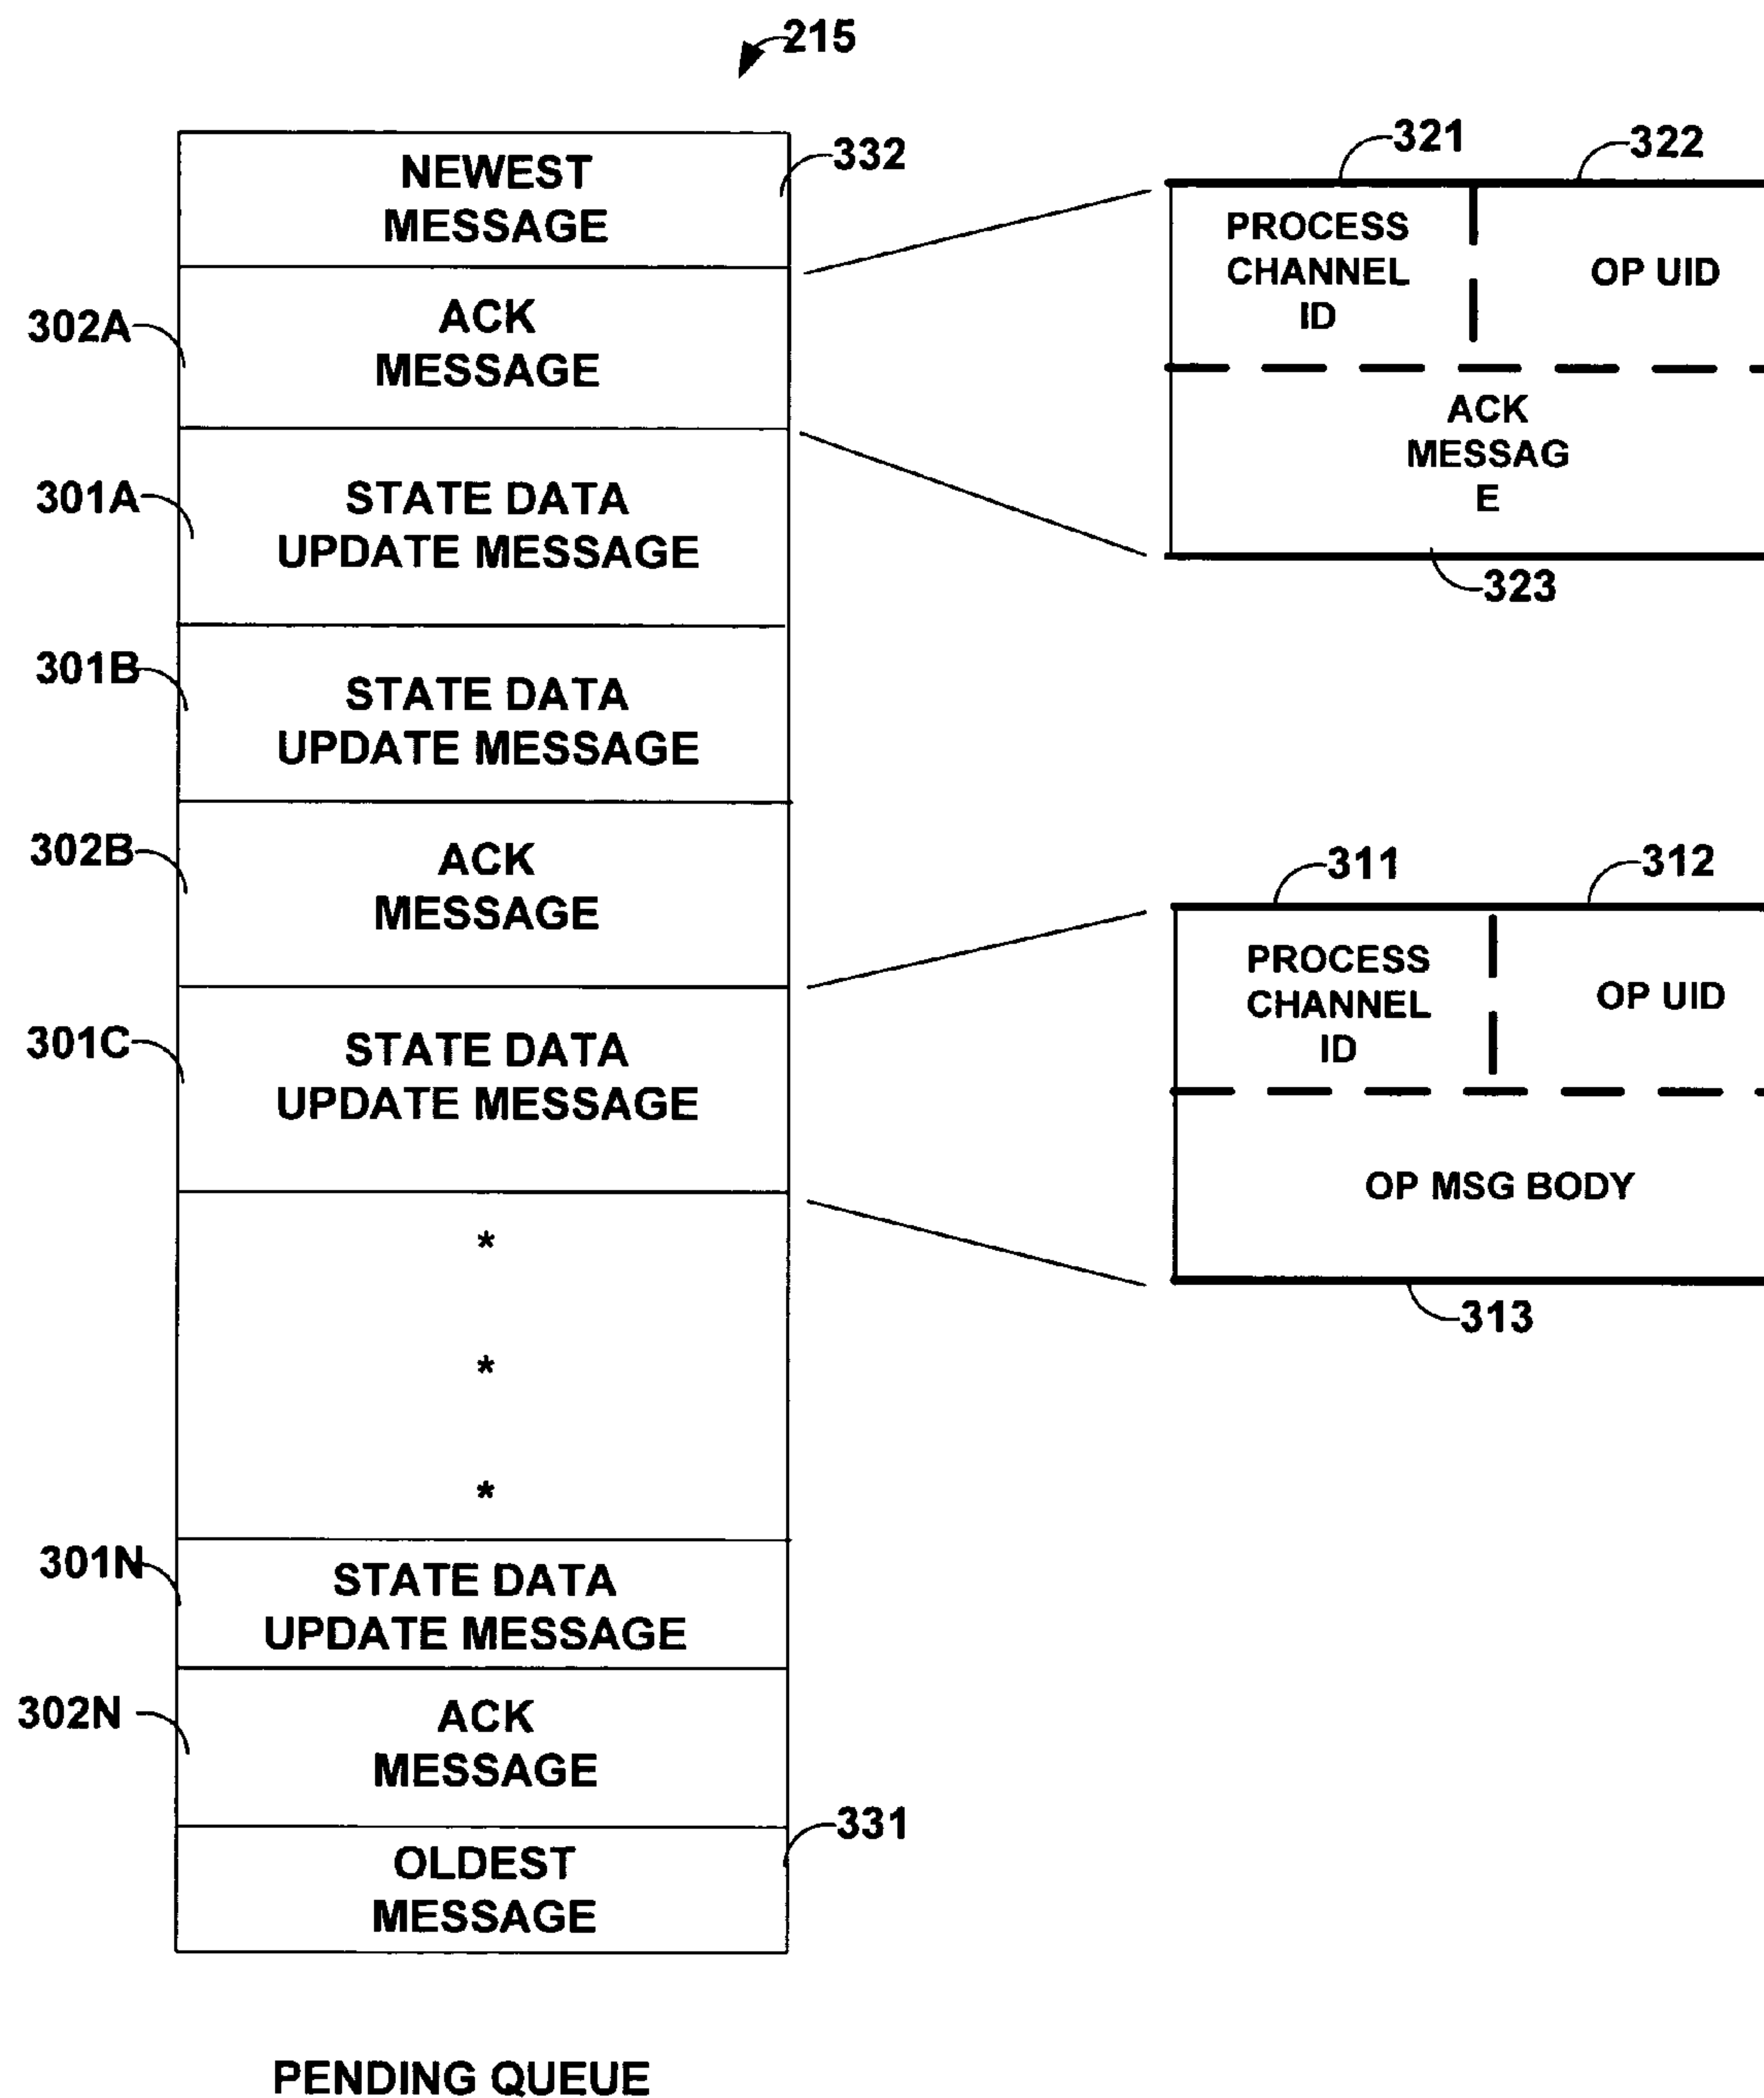 215
NEWEST
MESSAGE
332
302A
ACK
MESSAGE
301A
STATE DATA
UPDATE MESSAGE
301B
STATE DATA
UPDATE MESSAGE
302B
ACK
MESSAGE
301C
STATE DATA
UPDATE MESSAGE
*
*
*
301N
STATE DATA
UPDATE MESSAGE
302N
ACK
MESSAGE
331
OLDEST
MESSAGE
PENDING QUEUE
321
322
PROCESS
CHANNEL
ID
OP UID
ACK
MESSAG
E
323
311
312
PROCESS
CHANNEL
ID
OP UID
OP MSG BODY
313